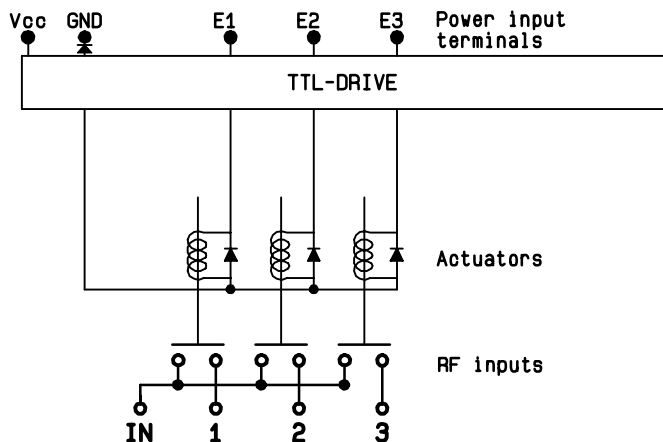 Vcc GND E1 E2 E3 Power input
terminals
TTL-DRIVE
Actuators
RF inputs
IN 1 2 3